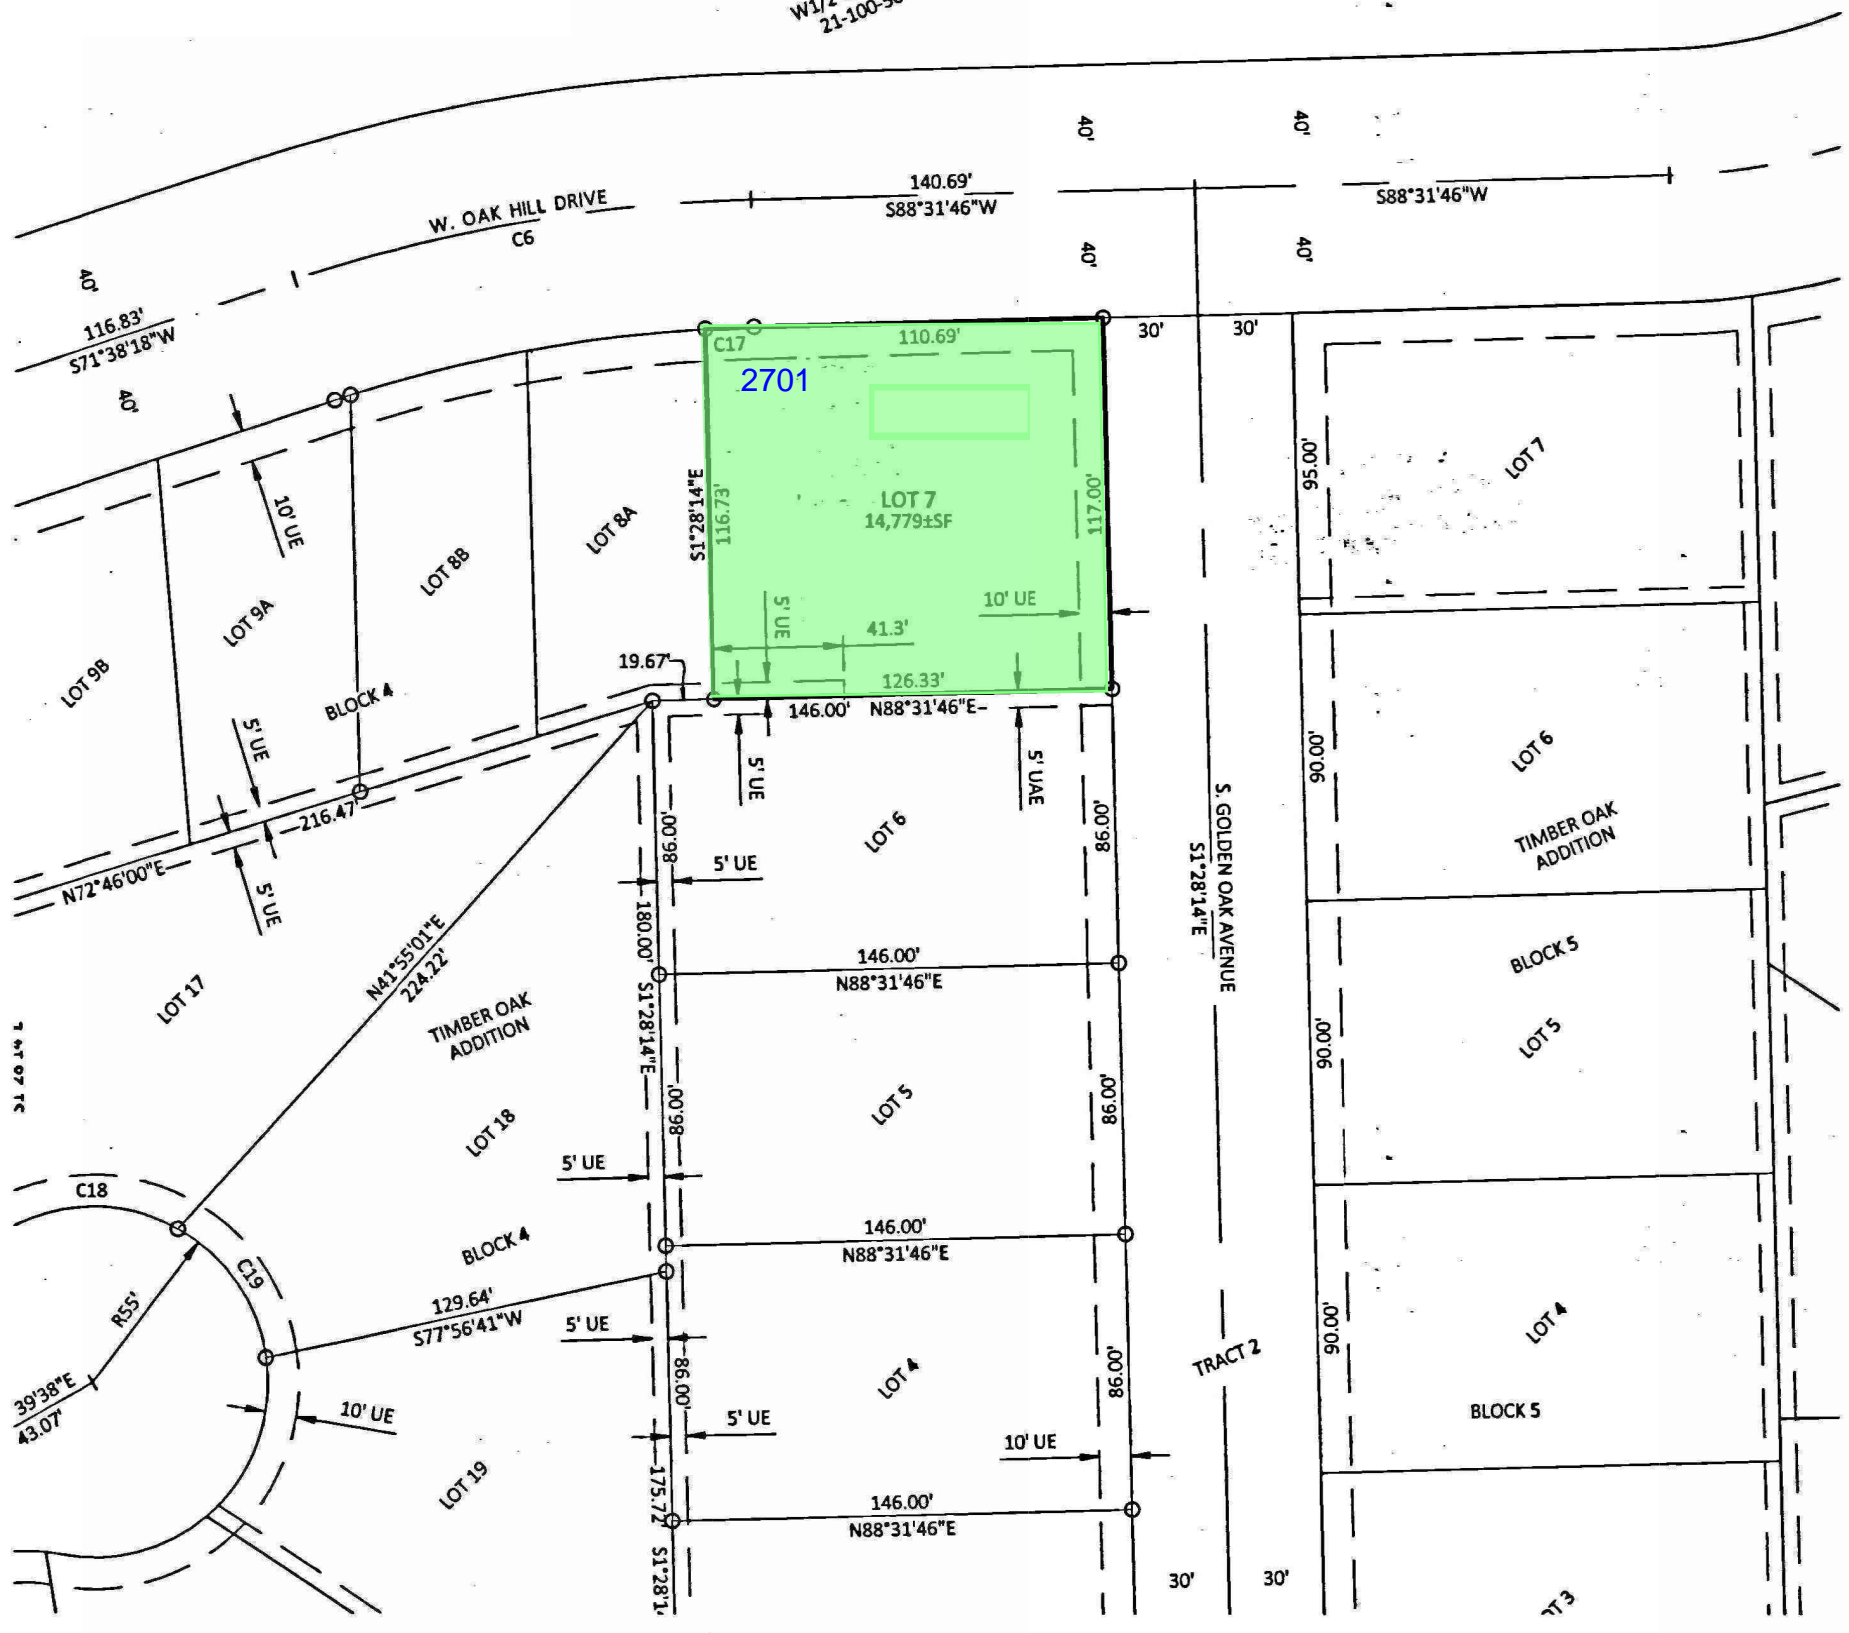 W1/2
21-100-50
40'
40'
140.69'
S88°31'46"W
S88°31'46"W
W. OAK HILL DRIVE
C6
40'
40'
40'
116.83'
S71°38'18"W
40'
C17
110.69'
30'
30'
2701
95.00'
LOT 7
10' UE
LOT 8A
S1°28'14"E
116.73'
LOT 7
14,779±SF
117.00'
LOT 8B
LOT 9A
LOT 9B
5' UE
10' UE
41.3'
19.67'
126.33'
146.00'
N88°31'46"E
BLOCK 4
5' UE
5' UE
5' UAE
216.47'
N72°46'00"E
5' UE
86.00'
5' UE
LOT 6
86.00'
S. GOLDEN OAK AVENUE
S1°28'14"E
90.00'
LOT 6
TIMBER OAK
ADDITION
180.00'
S1°28'14"E
N41°55'01"E
224.22'
146.00'
N88°31'46"E
BLOCK 5
LOT 17
TIMBER OAK
ADDITION
90.00'
LOT 5
86.00'
LOT 5
86.00'
LOT 18
5' UE
C18
146.00'
N88°31'46"E
BLOCK 4
C19
R55'
129.64'
S77°56'41"W
5' UE
90.00'
LOT 4
86.00'
LOT 4
86.00'
TRACT 2
39'38"E
43.07'
10' UE
5' UE
10' UE
BLOCK 5
LOT 19
175.72'
146.00'
N88°31'46"E
S1°28'1
30'
30'
OT 3